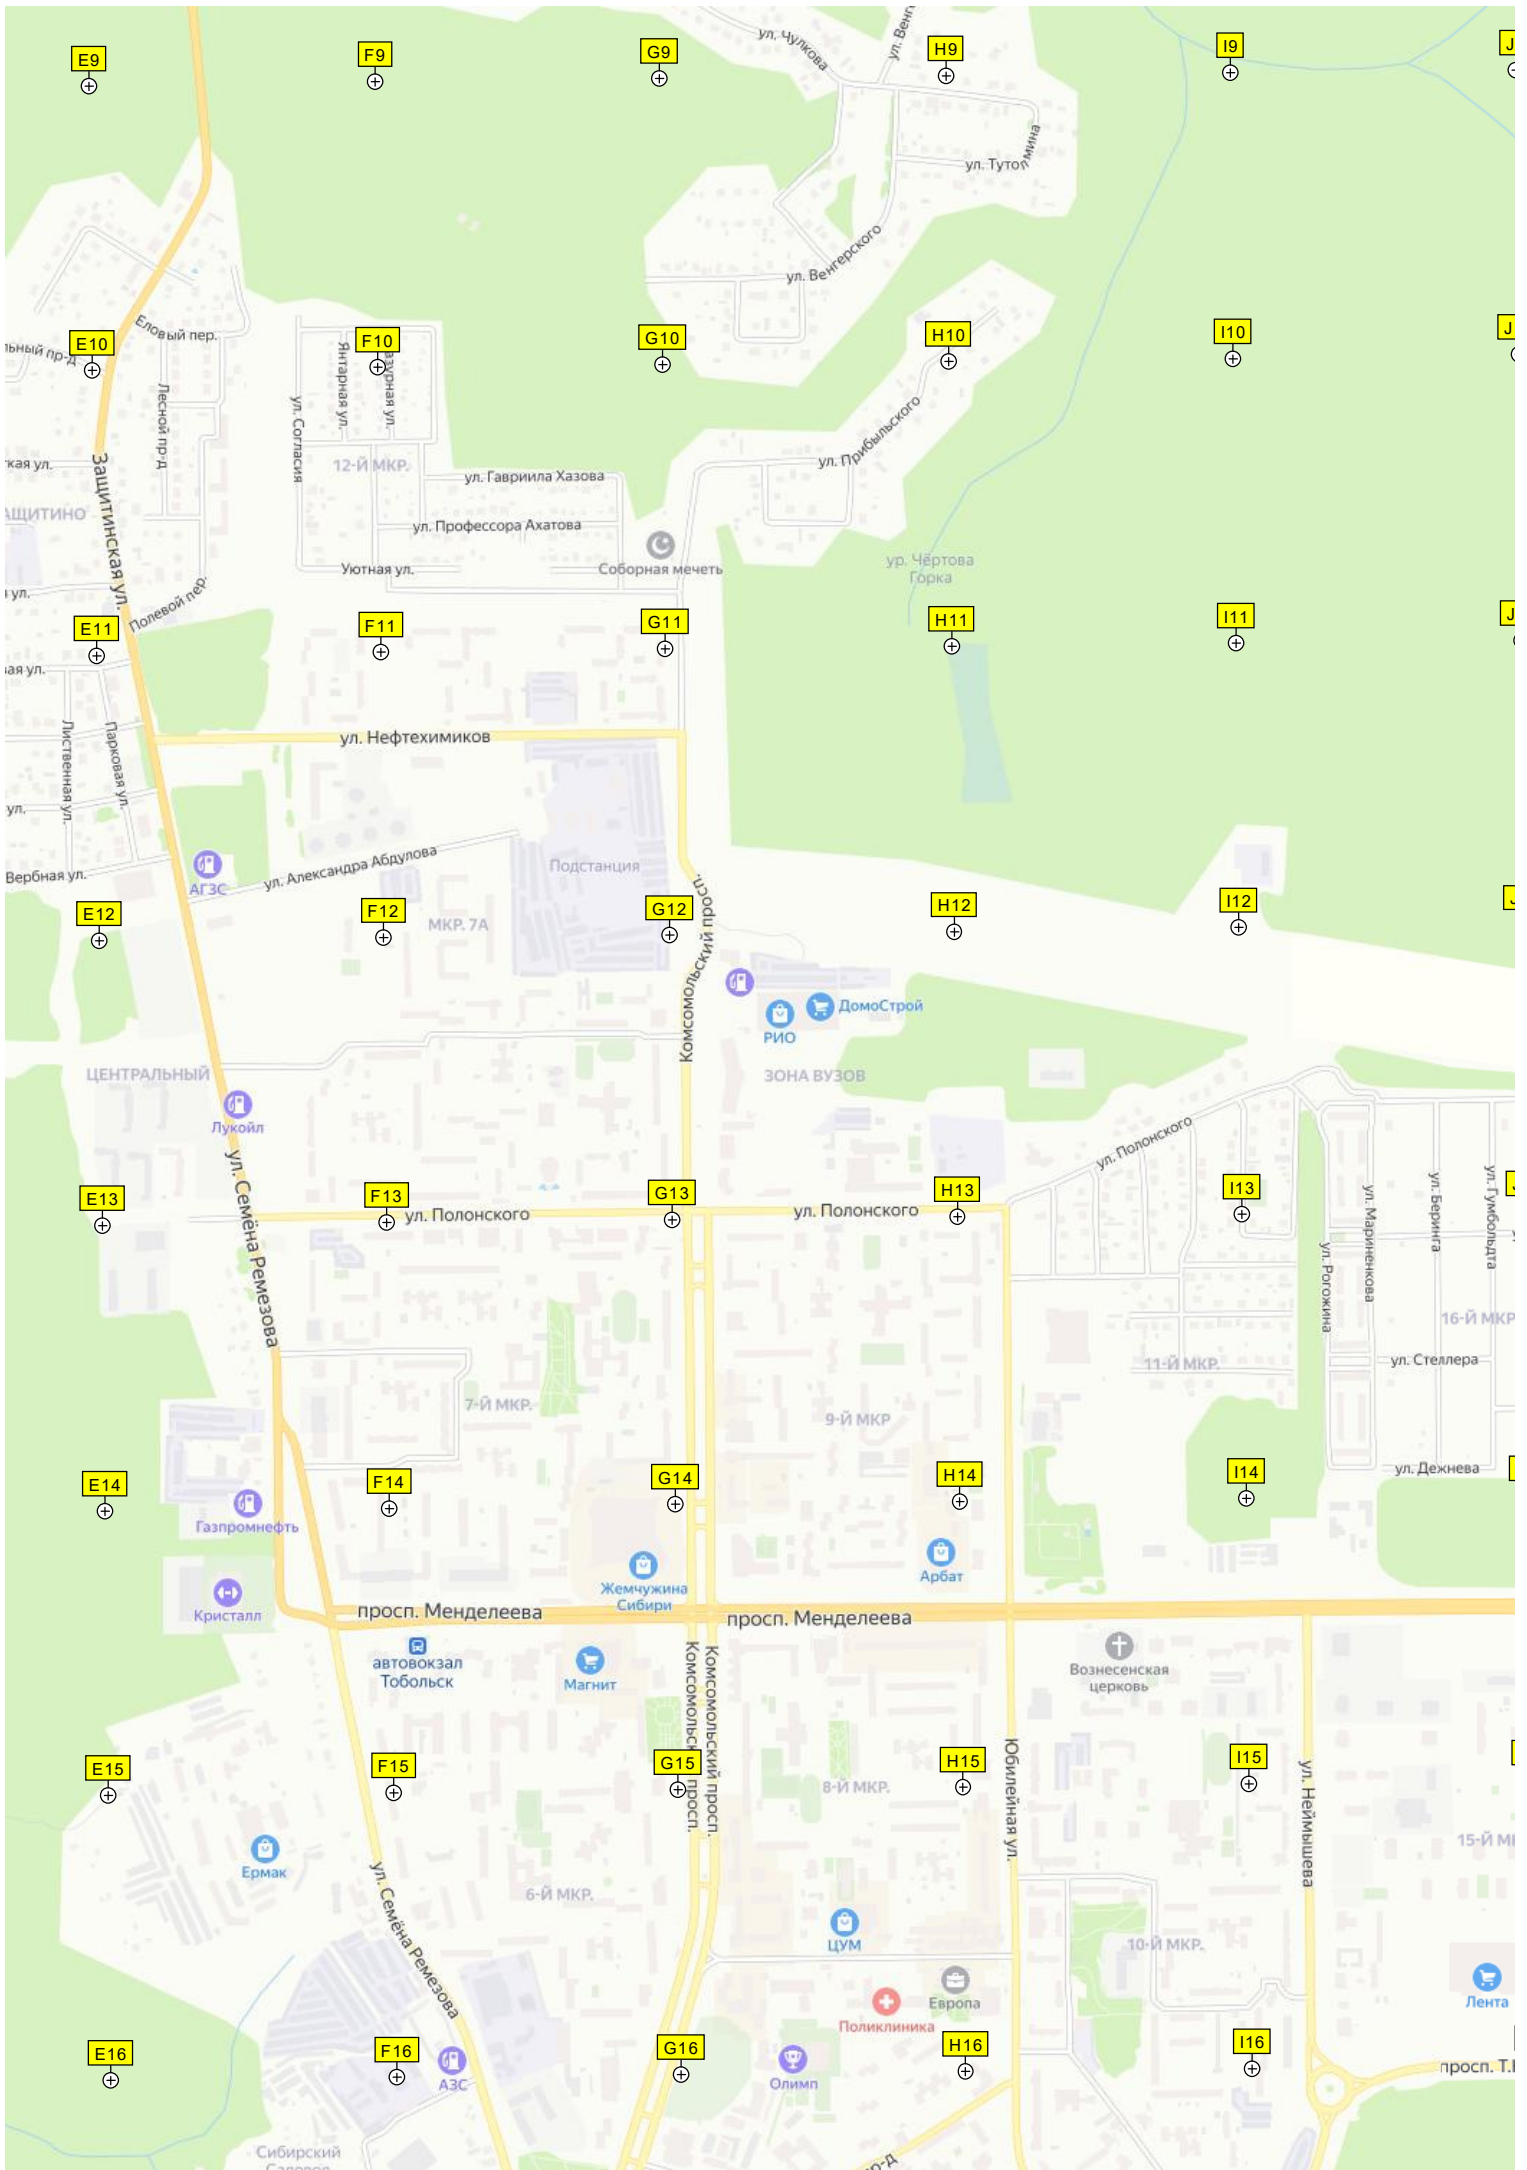 E9
F9
G9
H9
I9
ул. Чулкова
ул. Тутолмина
ул. Венгерского
E10
F10
G10
H10
I10
Еловый пер.
Лесной пр-д
Янтарная ул.
ул. Согласия
ул. Прибыльского
Защитинская ул.
12-Й МКР.
ул. Гавриила Хазова
ул. Профессора Ахатова
Уютная ул.
Соборная мечеть
ур. Чёртова
Горка
Полевой пер.
E11
F11
G11
H11
I11
Лиственная ул.
Парковая ул.
ул. Нефтехимиков
Вербная ул.
АГЗС
ул. Александра Абдулова
Подстанция
E12
F12
G12
H12
I12
МКР. 7А
Комсомольский просп.
ДомоСтрой
РИО
ЦЕНТРАЛЬНЫЙ
ЗОНА ВУЗОВ
Лукойл
ул. Полонского
E13
F13
G13
H13
I13
ул. Полонского
ул. Полонского
ул. Семёна Ремезова
ул. Рогожина
ул. Мариненкова
ул. Беринга
ул. Гумбольдта
16-Й МКР
ул. Стеллера
11-Й МКР.
7-Й МКР.
9-Й МКР
E14
F14
G14
H14
I14
ул. Дежнева
Газпромнефть
Жемчужина
Сибири
Арбат
Кристалл
просп. Менделеева
просп. Менделеева
автовокзал
Тобольск
Магнит
Вознесенская
церковь
Комсомольский просп.
E15
F15
G15
H15
I15
8-Й МКР.
Юбилейная ул.
ул. Неймышева
Ермак
6-Й МКР.
ул. Семёна Ремезова
ЦУМ
10-Й МКР.
Европа
Поликлиника
Лента
E16
F16
G16
H16
I16
АЗС
Олимп
Сибирский